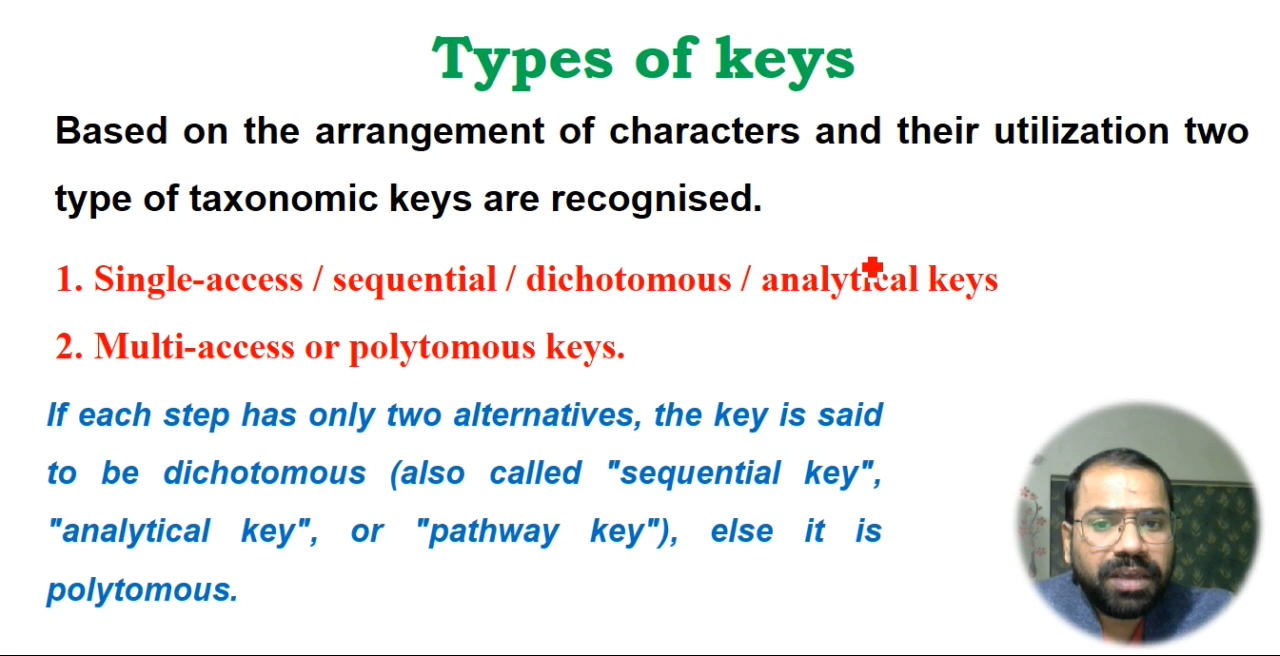 Types of keys
Based on the arrangement of characters and their utilization two
type of taxonomic keys are recognised.
1. Single-access / sequential / dichotomous / analytical keys
2. Multi-access or polytomous keys.
If each step has only two alternatives, the key is said
to be dichotomous (also called "sequential key",
"analytical key", or "pathway key"), else it is
polytomous.